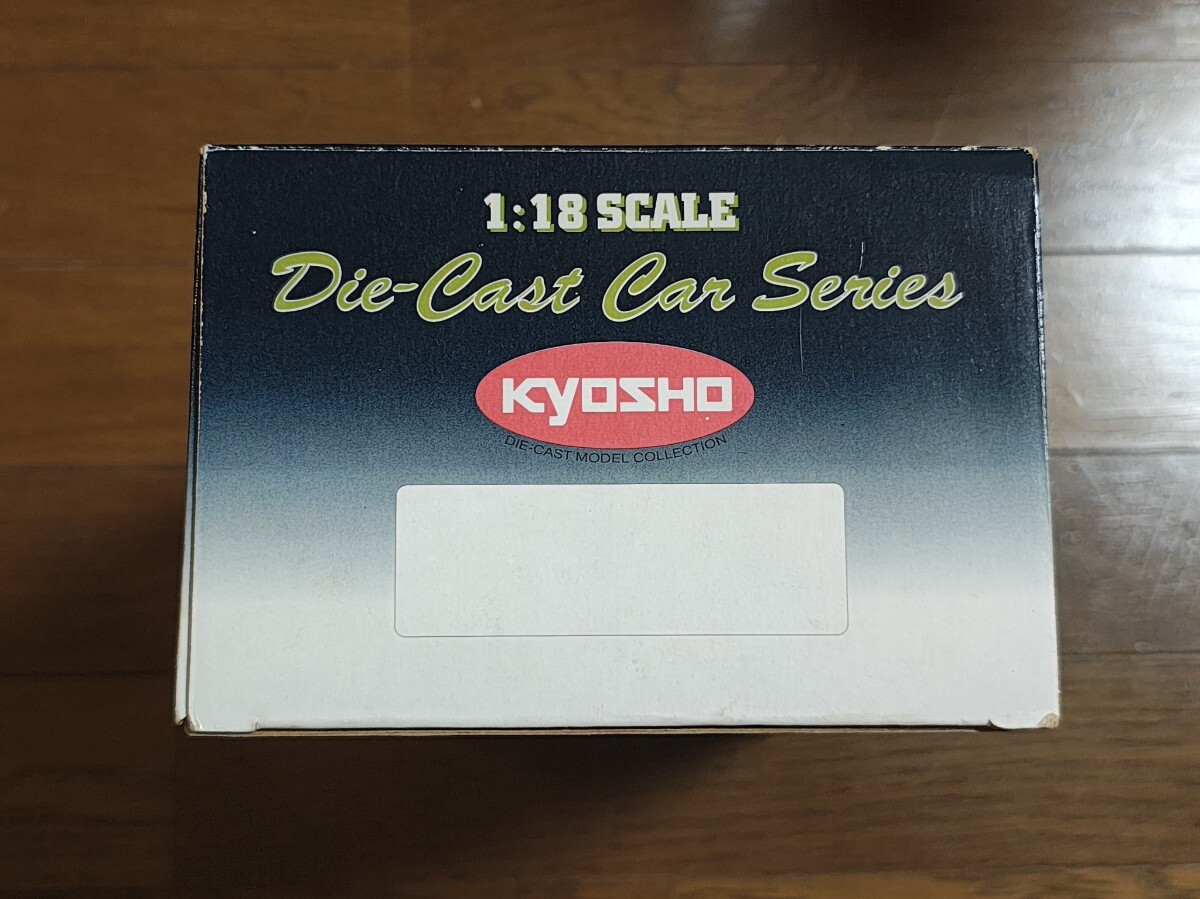 1:18 SCALE
Die-Cast Car Series
KYOSHO
DIE-CAST MODEL COLLECTION